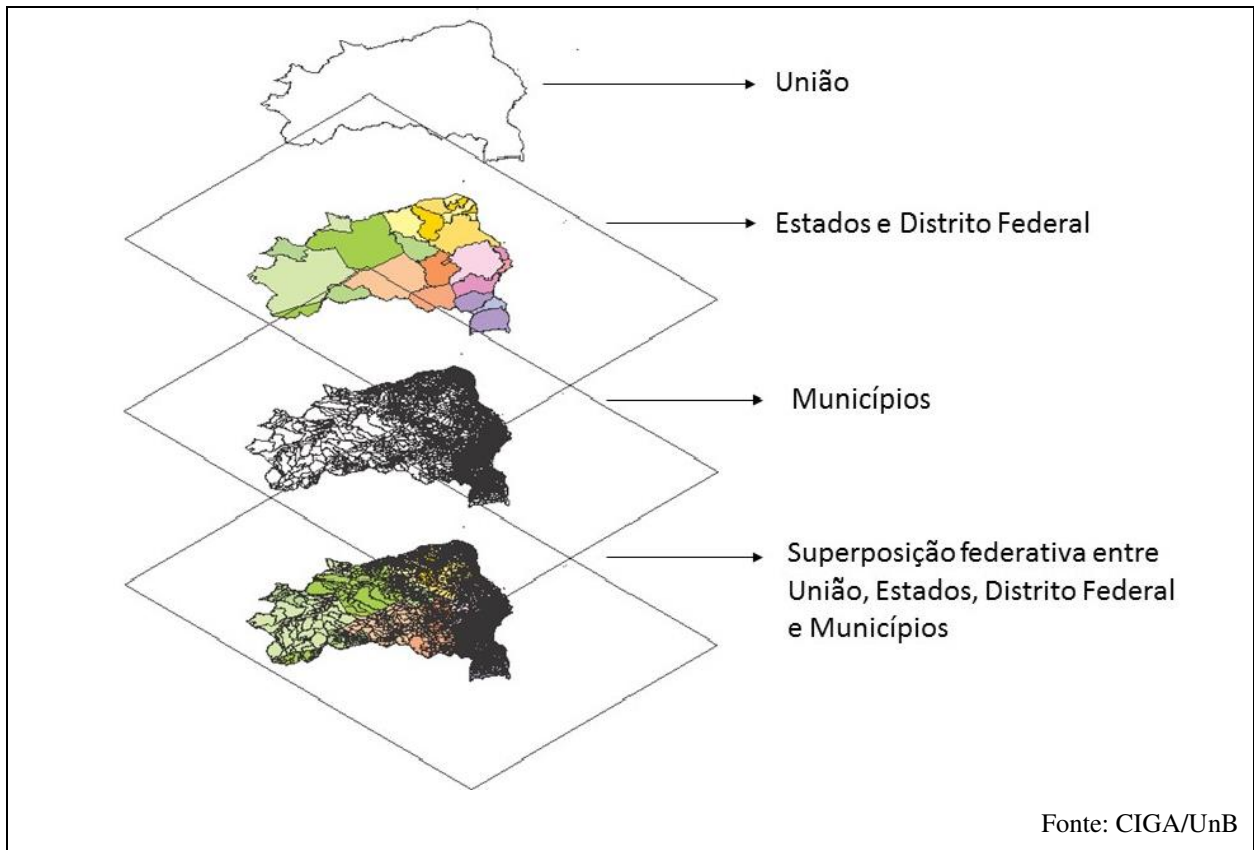 União
Estados e Distrito Federal
Municípios
Superposição federativa entre
União, Estados, Distrito Federal
e Municípios
Fonte: CIGA/UnB